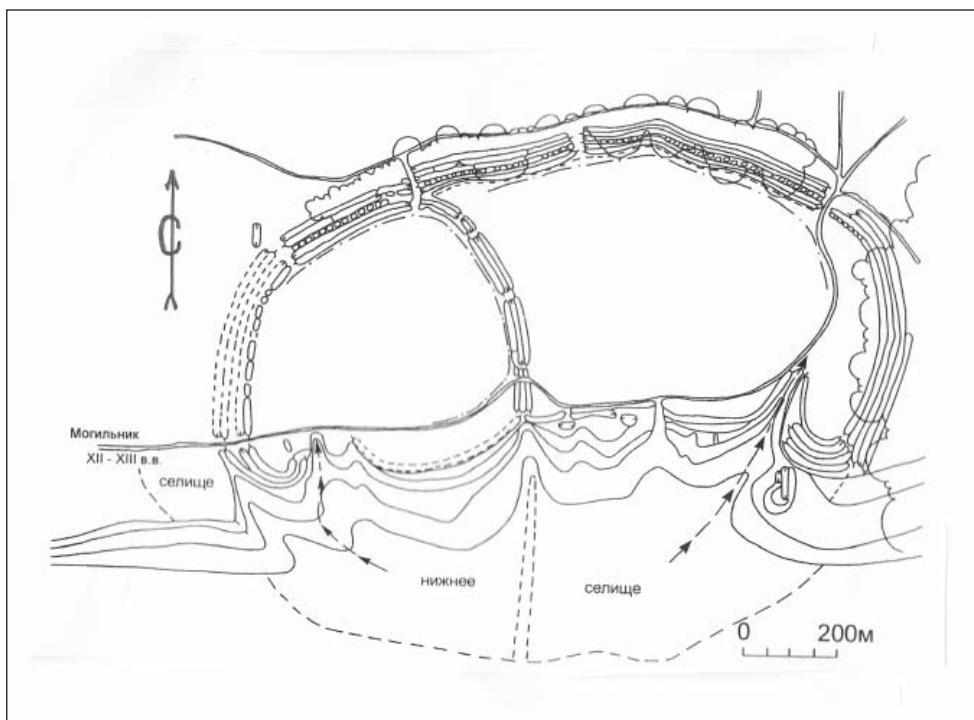 С
Могильник
XII - XIII в.в.
селище
нижнее
селище
0 200м